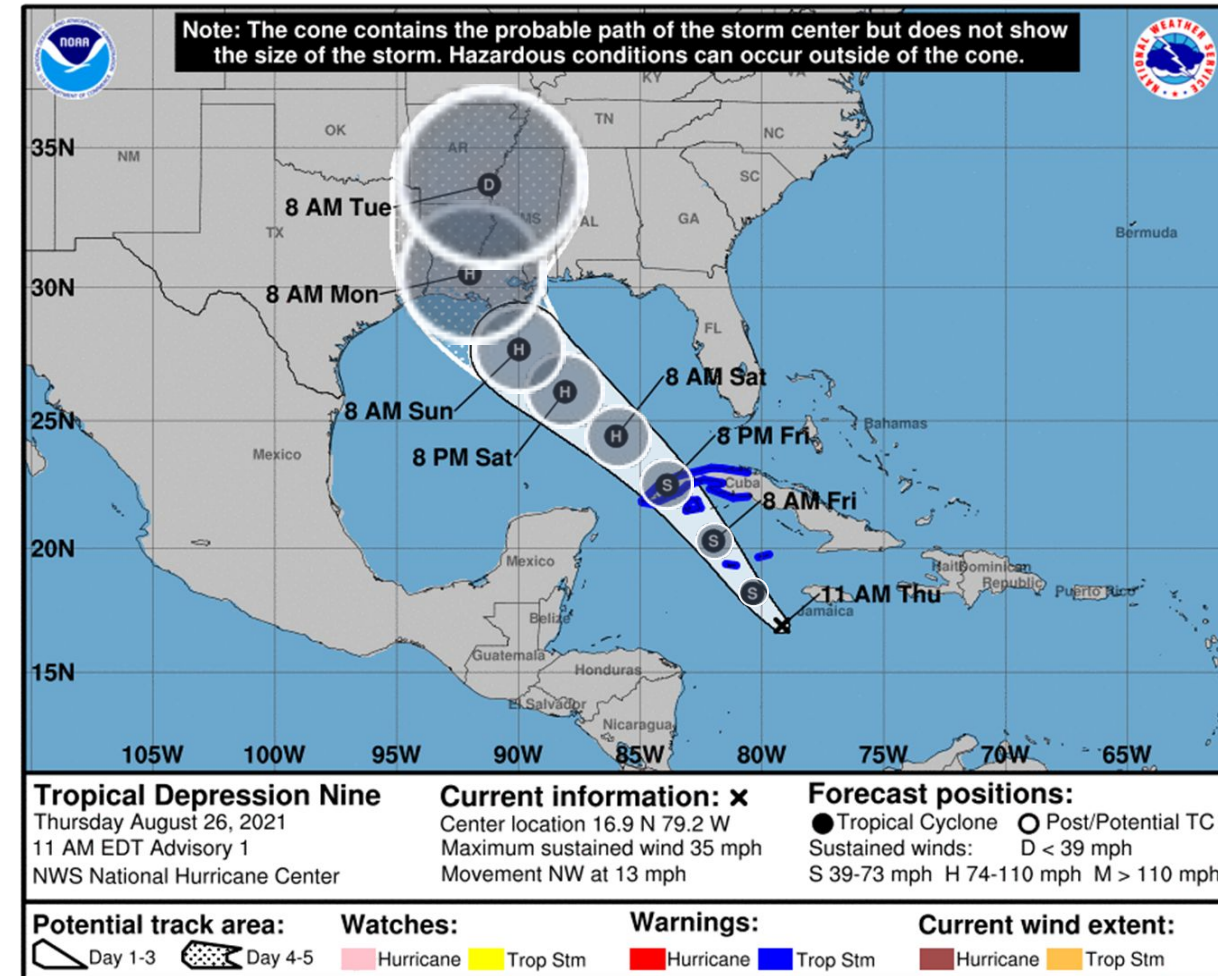 Note: The cone contains the probable path of the storm center but does not show
the size of the storm. Hazardous conditions can occur outside of the cone.
NOAA
NATIONAL WEATHER SERVICE
KY
VA
OK
TN
NC
35N
NM
AR
SC
D
8 AM Tue
MS
AL
GA
TX
Bermuda
H
30N
8 AM Mon
FL
H
8 AM Sat
H
8 AM Sun
25N
H
Bahamas
8 PM Fri
Mexico
8 PM Sat
S
Cuba
8 AM Fri
S
20N
Mexico
Haiti
Dominican
Republic
Puerto Rico
S
11 AM Thu
Jamaica
Belize
Guatemala
15N
Honduras
El Salvador
Nicaragua
105W 100W 95W 90W 85W 80W 75W 70W 65W
Tropical Depression Nine
Thursday August 26, 2021
11 AM EDT Advisory 1
NWS National Hurricane Center
Current information: ×
Center location 16.9 N 79.2 W
Maximum sustained wind 35 mph
Movement NW at 13 mph
Forecast positions:
Tropical Cyclone Post/Potential TC
Sustained winds: D < 39 mph
S 39-73 mph H 74-110 mph M > 110 mph
Potential track area:
Day 1-3 Day 4-5
Watches:
Hurricane Trop Stm
Warnings:
Hurricane Trop Stm
Current wind extent:
Hurricane Trop Stm